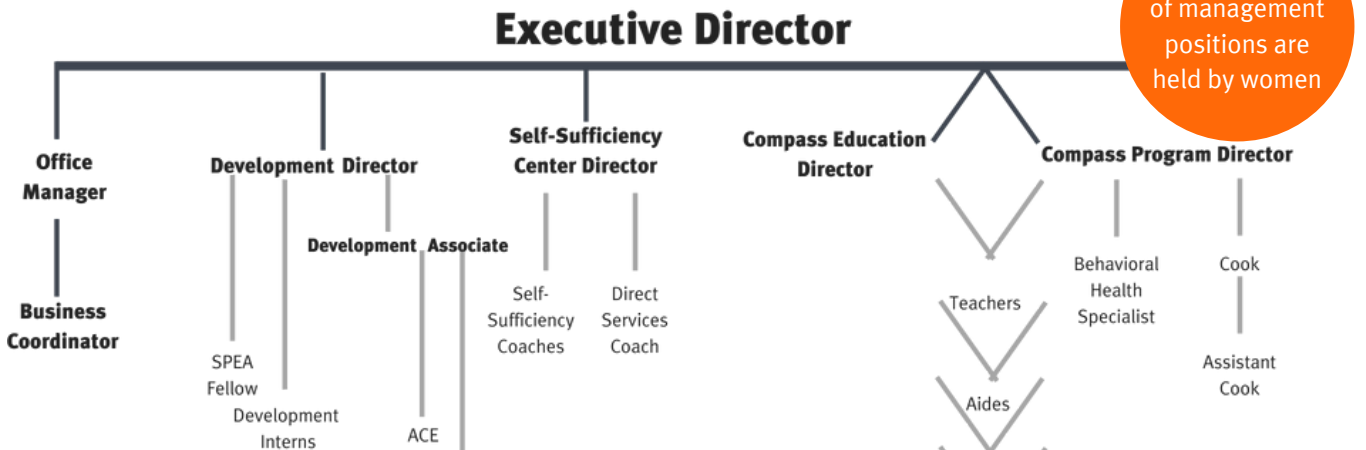 Executive Director
of management
positions are
held by women
Office
Manager
Business
Coordinator
Development Director
Development Associate
SPEA
Fellow
Development
Interns
ACE
Self-Sufficiency
Center Director
Self-
Sufficiency
Coaches
Direct
Services
Coach
Compass Education
Director
Compass Program Director
Teachers
Aides
Behavioral
Health
Specialist
Cook
Assistant
Cook